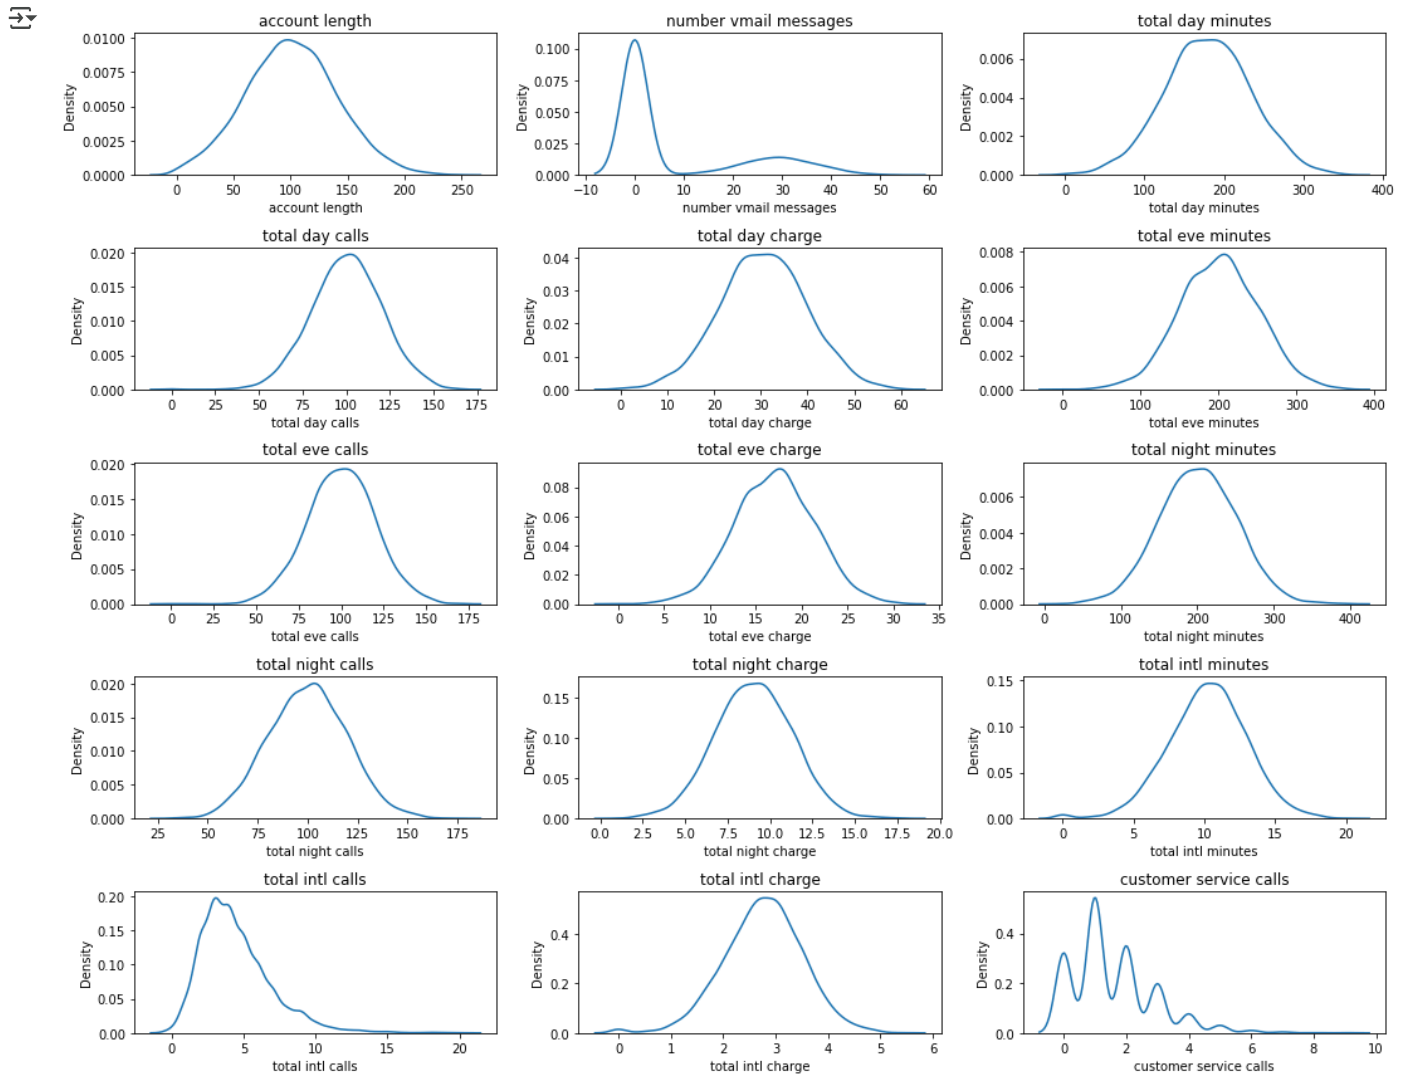 account length
number vmail messages
total day minutes
0.0100
0.0075
0.0050
0.0025
0.0000
Density
0 50 100 150 200 250
account length
0.100
0.075
0.050
0.025
0.000
Density
−10 0 10 20 30 40 50 60
number vmail messages
0.006
0.004
0.002
0.000
Density
0 100 200 300 400
total day minutes
total day calls
total day charge
total eve minutes
0.020
0.015
0.010
0.005
0.000
Density
0 25 50 75 100 125 150 175
total day calls
0.04
0.03
0.02
0.01
0.00
Density
0 10 20 30 40 50 60
total day charge
0.008
0.006
0.004
0.002
0.000
Density
0 100 200 300 400
total eve minutes
total eve calls
total eve charge
total night minutes
0.020
0.015
0.010
0.005
0.000
Density
0 25 50 75 100 125 150 175
total eve calls
0.08
0.06
0.04
0.02
0.00
Density
0 5 10 15 20 25 30 35
total eve charge
0.006
0.004
0.002
0.000
Density
0 100 200 300 400
total night minutes
total night calls
total night charge
total intl minutes
0.020
0.015
0.010
0.005
0.000
Density
25 50 75 100 125 150 175
total night calls
0.15
0.10
0.05
0.00
Density
0.0 2.5 5.0 7.5 10.0 12.5 15.0 17.5 20.0
total night charge
0.15
0.10
0.05
0.00
Density
0 5 10 15 20
total intl minutes
total intl calls
total intl charge
customer service calls
0.20
0.15
0.10
0.05
0.00
Density
0 5 10 15 20
total intl calls
0.4
0.2
0.0
Density
0 1 2 3 4 5 6
total intl charge
0.4
0.2
0.0
Density
0 2 4 6 8 10
customer service calls